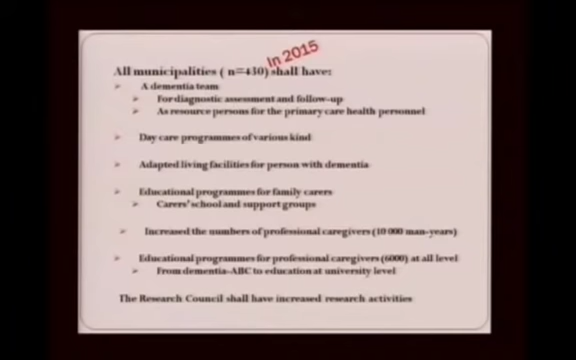 In 2015
All municipalities ( n=430) shall have:
A dementia team
For diagnostic assessment and follow-up
As resource persons for the primary care health personnel
Day care programmes of various kind
Adapted living facilities for person with dementia
Educational programmes for family carers
Carers' school and support groups
Increased the numbers of professional caregivers (10 000 man-years)
Educational programmes for professional caregivers (6000) at all level
From dementia-ABC to education at university level
The Research Council shall have increased research activities